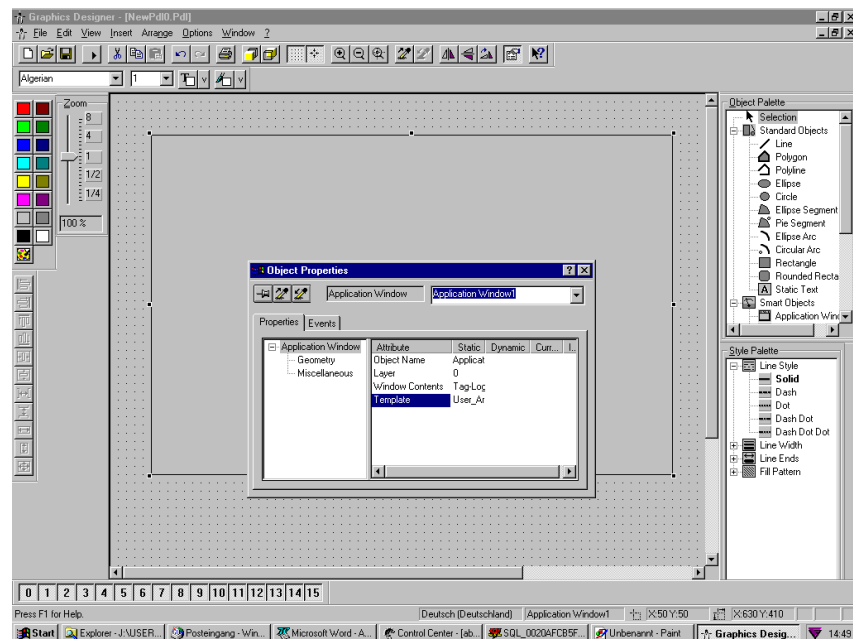 Graphics Designer - [NewPdl0.Pdl]
File Edit View Insert Arrange Options Window ?
Algerian 1 T v v
Zoom
8
4
1
1/2
1/4
100 %
Object Palette
Selection
Standard Objects
Line
Polygon
Polyline
Ellipse
Circle
Ellipse Segment
Pie Segment
Ellipse Arc
Circular Arc
Rectangle
Rounded Recta
A Static Text
Smart Objects
Application Wind
Object Properties
Application Window Application Window1
Properties Events
Application Window
Geometry
Miscellaneous
Attribute Static Dynamic Curr... I..
Object Name Applicat
Layer 0
Window Contents Tag-Log
Template User_Ar
Style Palette
Line Style
Solid
Dash
Dot
Dash Dot
Dash Dot Dot
Line Width
Line Ends
Fill Pattern
0 1 2 3 4 5 6 7 8 9 10 11 12 13 14 15
Press F1 for Help. Deutsch (Deutschland) Application Window1 X:50 Y:50 X:630 Y:410
Start Explorer - J:\USER... Posteingang - Win... Microsoft Word - A... Control Center - [ab... SQL_0020AFCB5F... Unbenannt - Paint Graphics Desig... 14:49